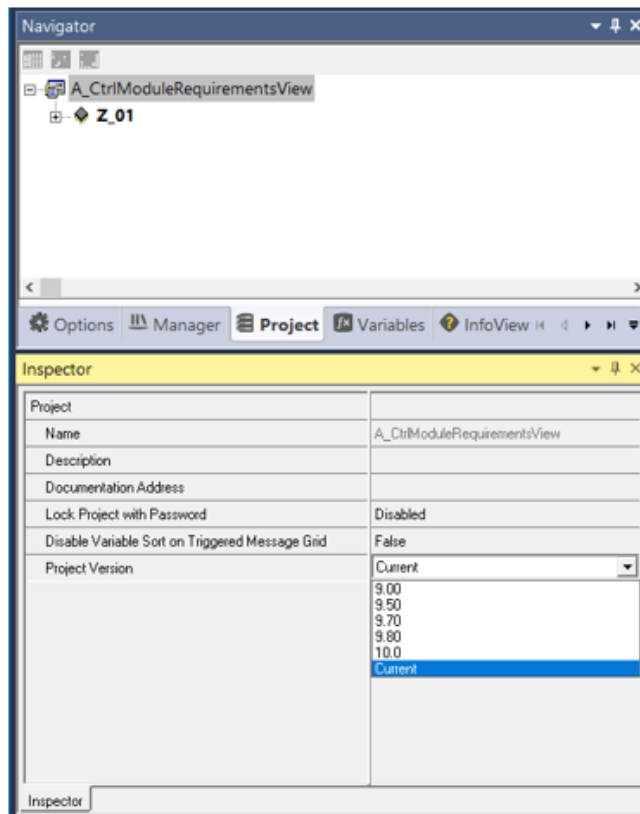 Navigator
A_CtrlModuleRequirementsView
Z_01
Options Manager Project Variables InfoView
Inspector
Project
Name A_CtrlModuleRequirementsView
Description
Documentation Address
Lock Project with Password Disabled
Disable Variable Sort on Triggered Message Grid False
Project Version Current
9.00
9.50
9.70
9.80
10.0
Current
Inspector